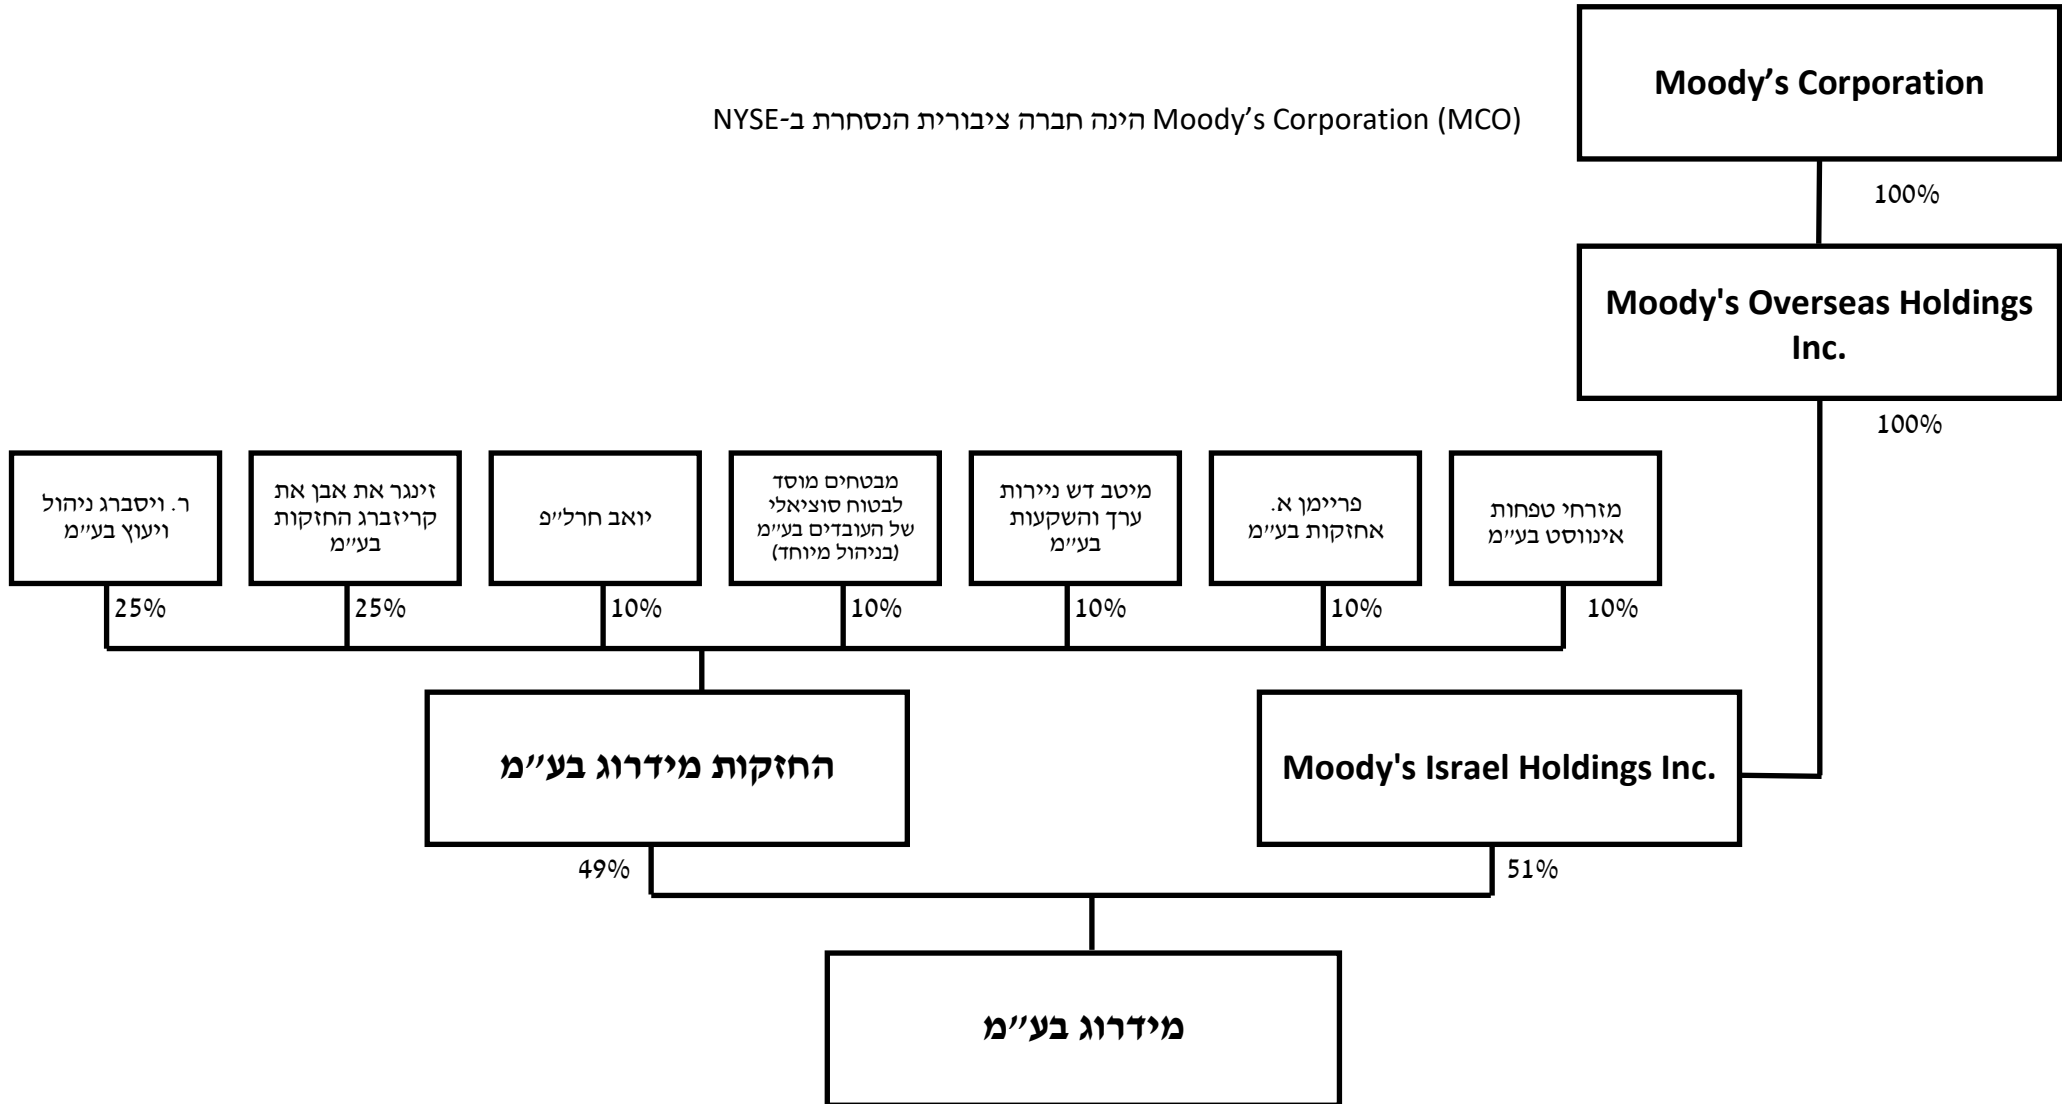 Moody’s Corporation
Moody’s Corporation (MCO) הינה חברה ציבורית הנסחרת ב-NYSE
100%
Moody's Overseas Holdings
Inc.
100%
מזרחי טפחות
אינווסט בע״מ
פריימן א.
אחזקות בע״מ
מיטב דש ניירות
ערך והשקעות
בע״מ
מבטחים מוסד
לבטוח סוציאלי
של העובדים בע״מ
(בניהול מיוחד)
יואב חרל״פ
זינגר את אבן את
קריזברג החזקות
בע״מ
ר. ויסברג ניהול
ויעוץ בע״מ
10%
10%
10%
10%
10%
25%
25%
Moody's Israel Holdings Inc.
החזקות מידרוג בע״מ
51%
49%
מידרוג בע״מ